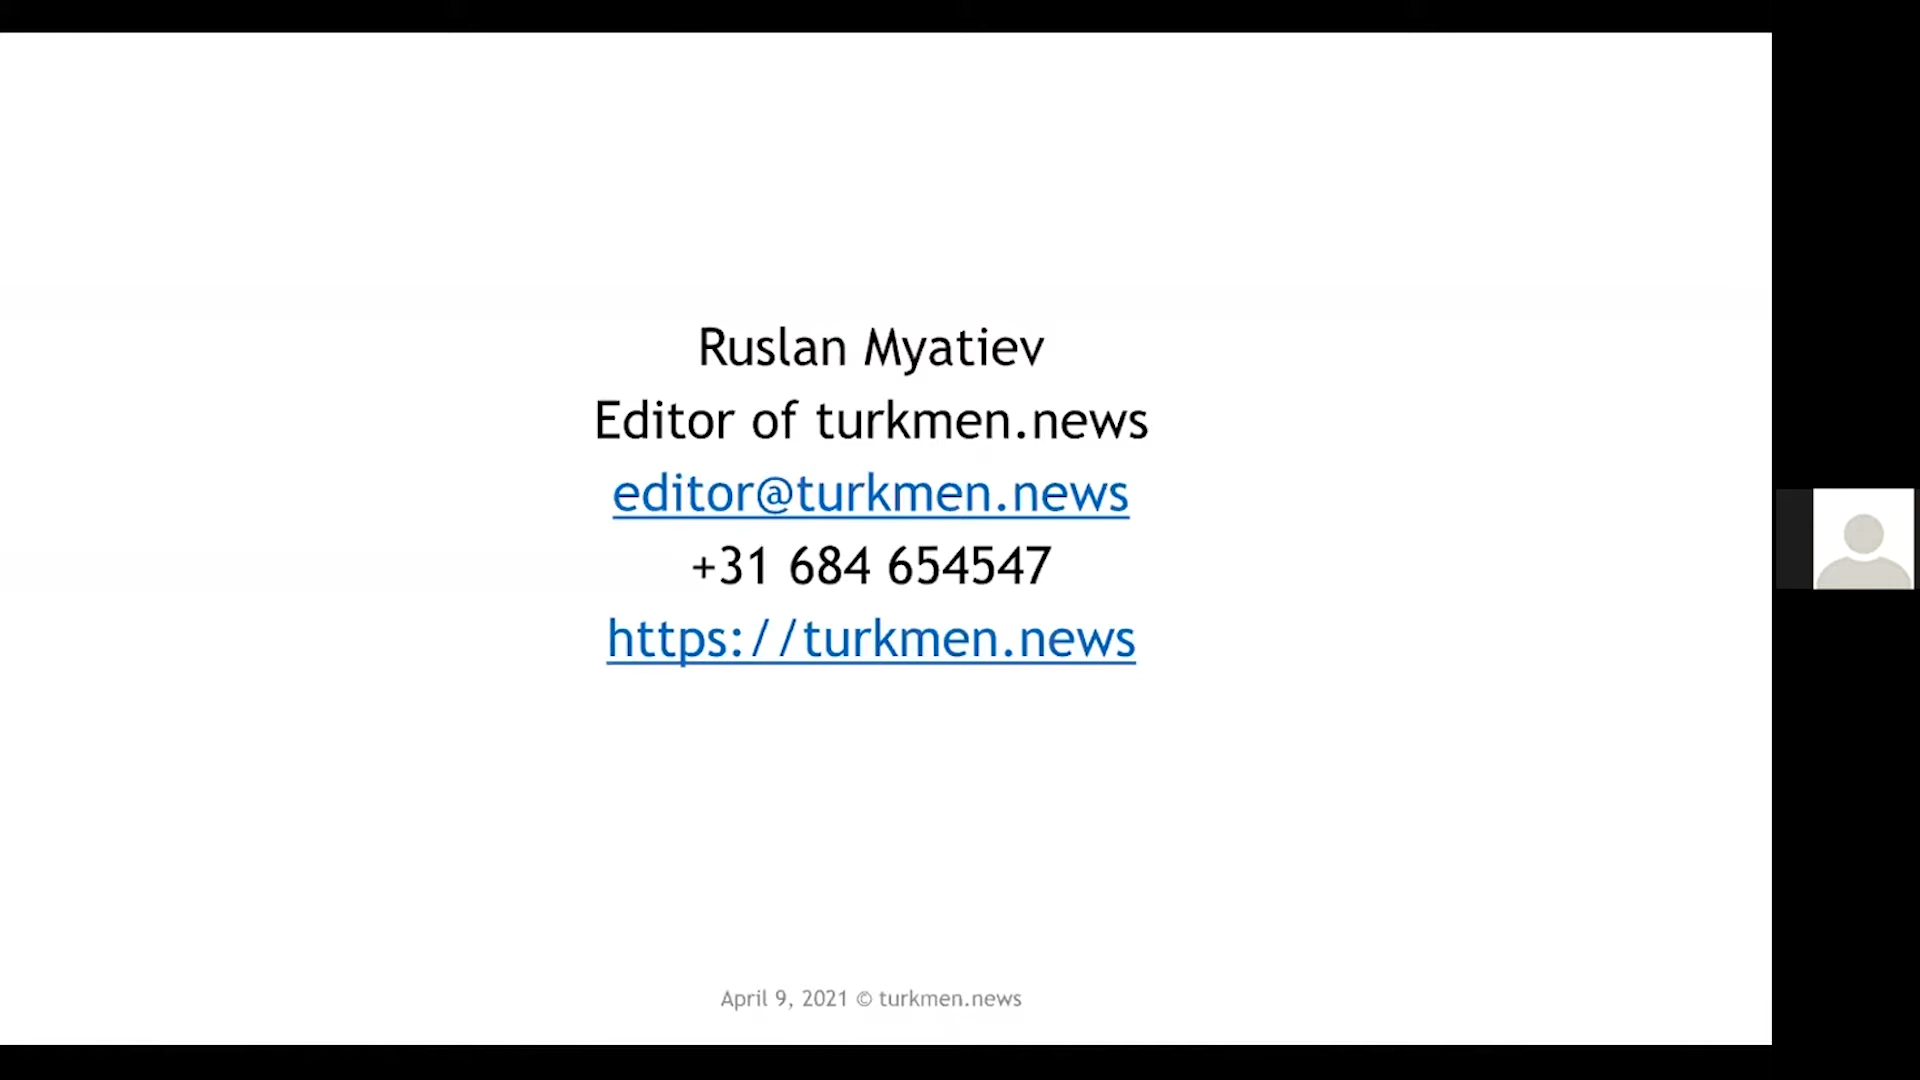 Ruslan Myatiev
Editor of turkmen.news
editor@turkmen.news
+31 684 654547
https://turkmen.news
April 9, 2021 © turkmen.news